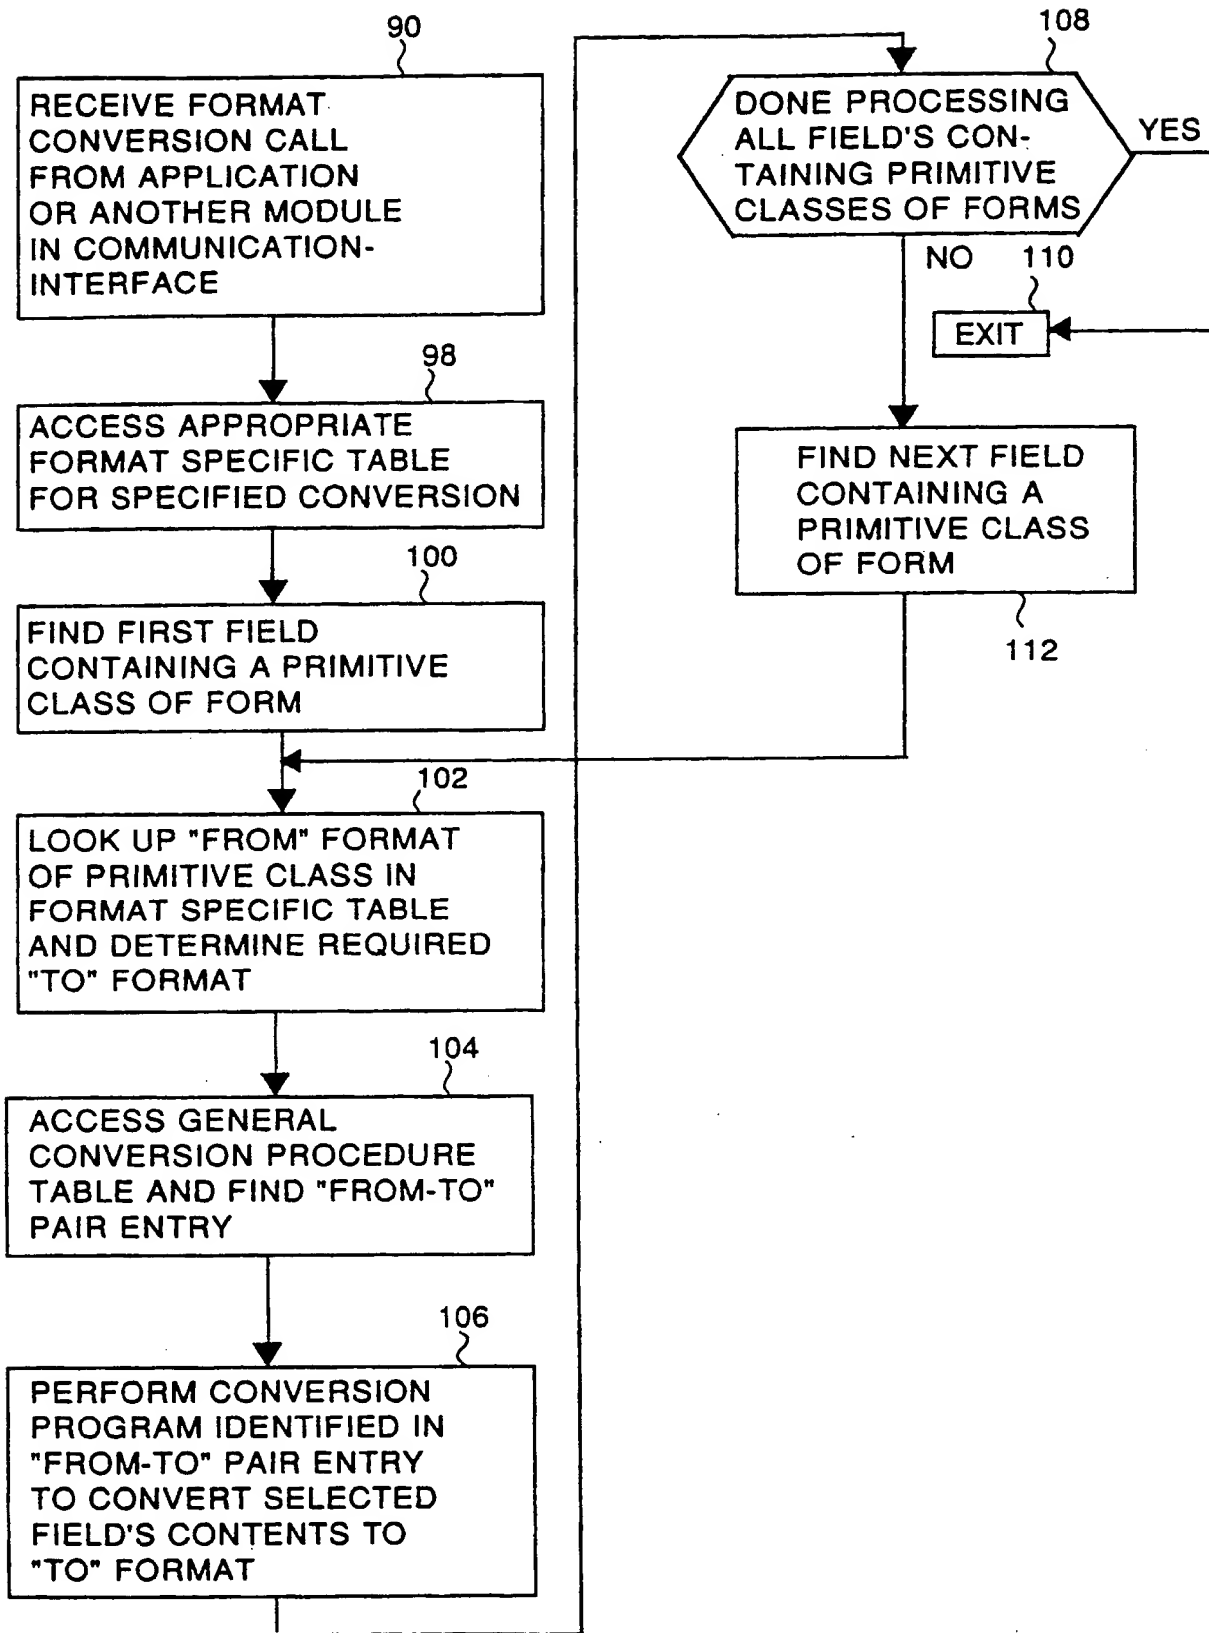 90
RECEIVE FORMAT
CONVERSION CALL
FROM APPLICATION
OR ANOTHER MODULE
IN COMMUNICATION-
INTERFACE
98
ACCESS APPROPRIATE
FORMAT SPECIFIC TABLE
FOR SPECIFIED CONVERSION
100
FIND FIRST FIELD
CONTAINING A PRIMITIVE
CLASS OF FORM
102
LOOK UP "FROM" FORMAT
OF PRIMITIVE CLASS IN
FORMAT SPECIFIC TABLE
AND DETERMINE REQUIRED
"TO" FORMAT
104
ACCESS GENERAL
CONVERSION PROCEDURE
TABLE AND FIND "FROM-TO"
PAIR ENTRY
106
PERFORM CONVERSION
PROGRAM IDENTIFIED IN
"FROM-TO" PAIR ENTRY
TO CONVERT SELECTED
FIELD'S CONTENTS TO
"TO" FORMAT
108
DONE PROCESSING
ALL FIELD'S CON-
TAINING PRIMITIVE
CLASSES OF FORMS
YES
NO
110
EXIT
FIND NEXT FIELD
CONTAINING A
PRIMITIVE CLASS
OF FORM
112